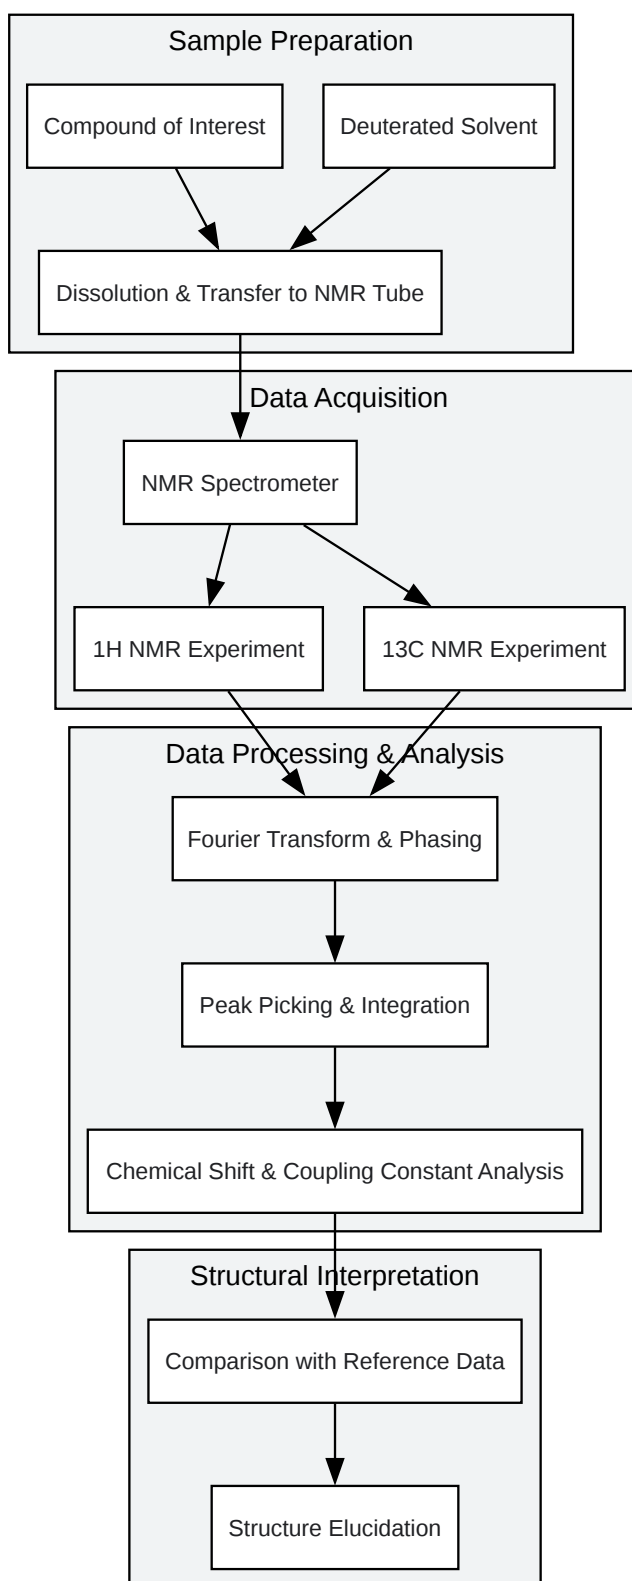 Sample Preparation
Compound of Interest
Deuterated Solvent
Dissolution & Transfer to NMR Tube
Data Acquisition
NMR Spectrometer
1H NMR Experiment
13C NMR Experiment
Data Processing & Analysis
Fourier Transform & Phasing
Peak Picking & Integration
Chemical Shift & Coupling Constant Analysis
Structural Interpretation
Comparison with Reference Data
Structure Elucidation